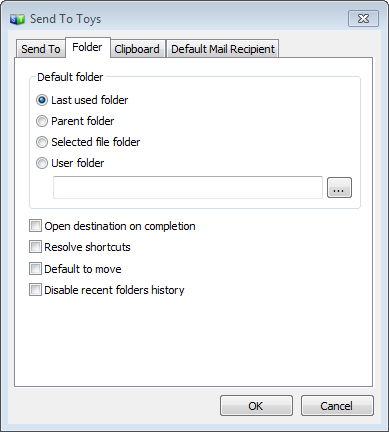 Send To Toys
Send To Folder Clipboard Default Mail Recipient
Default folder
Last used folder
Parent folder
Selected file folder
User folder
...
Open destination on completion
Resolve shortcuts
Default to move
Disable recent folders history
OK Cancel